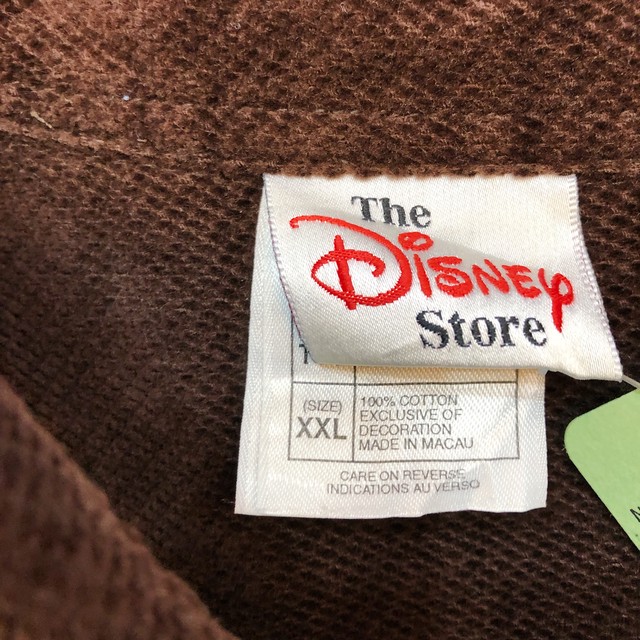 The
Disney
Store
(SIZE)
XXL
100% COTTON
EXCLUSIVE OF
DECORATION
MADE IN MACAU
CARE ON REVERSE
INDICATIONS AU VERSO